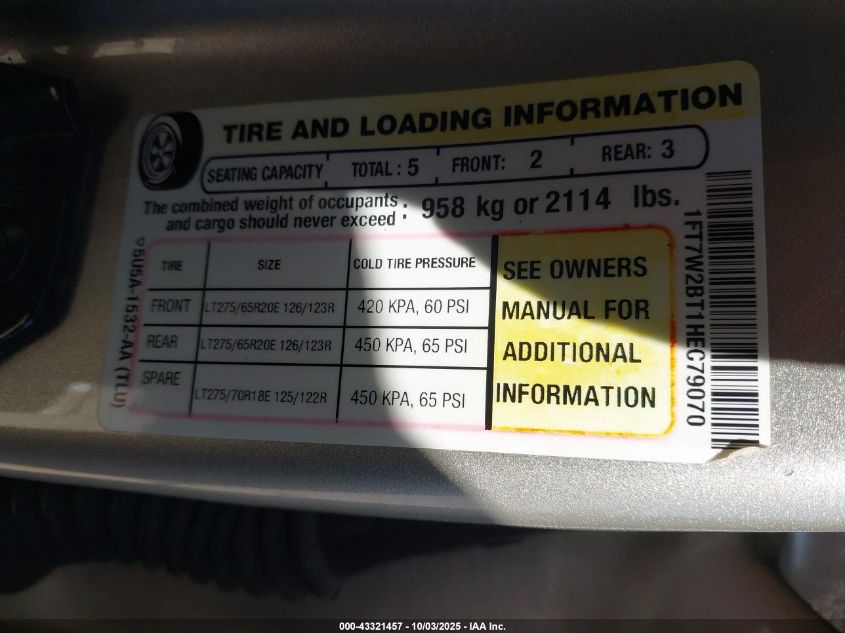 TIRE AND LOADING INFORMATION
SEATING CAPACITY TOTAL : 5 FRONT: 2 REAR: 3
The combined weight of occupants
and cargo should never exceed : 958 kg or 2114 lbs.
TIRE SIZE COLD TIRE PRESSURE
FRONT LT275/65R20E 126/123R 420 KPA, 60 PSI
REAR LT275/65R20E 126/123R 450 KPA, 65 PSI
SPARE LT275/70R18E 125/122R 450 KPA, 65 PSI
SEE OWNERS
MANUAL FOR
ADDITIONAL
INFORMATION
1FT7W2BT1HEC79070
5U5A-1532-AA (TLU)
000-43321457 - 10/03/2025 - IAA Inc.